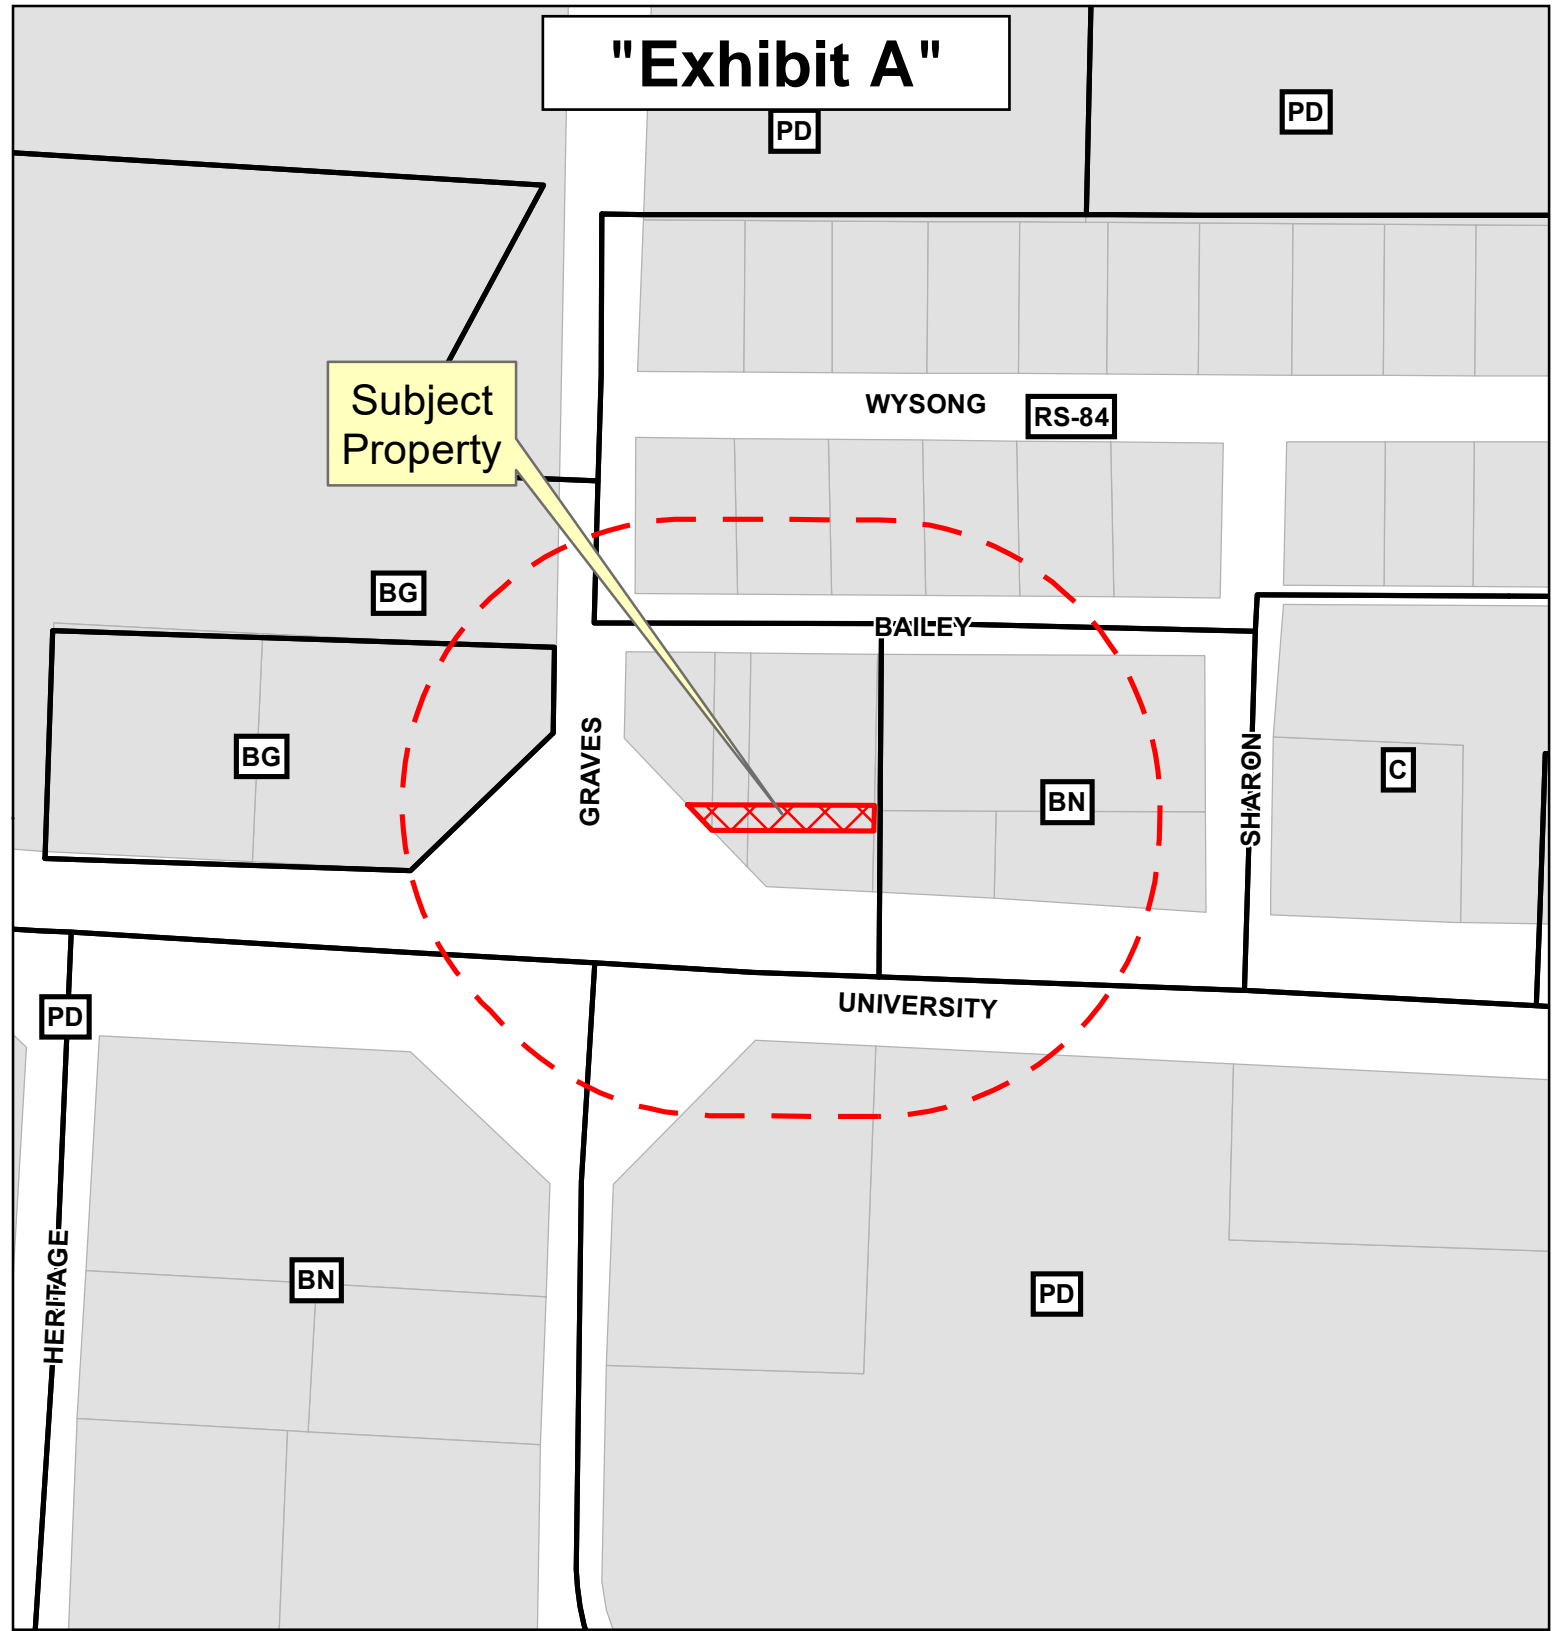 "Exhibit A"
PD
PD
WYSONG
RS-84
Subject
Property
BG
BAILEY
GRAVES
BG
SHARON
BN
C
UNIVERSITY
PD
HERITAGE
BN
PD